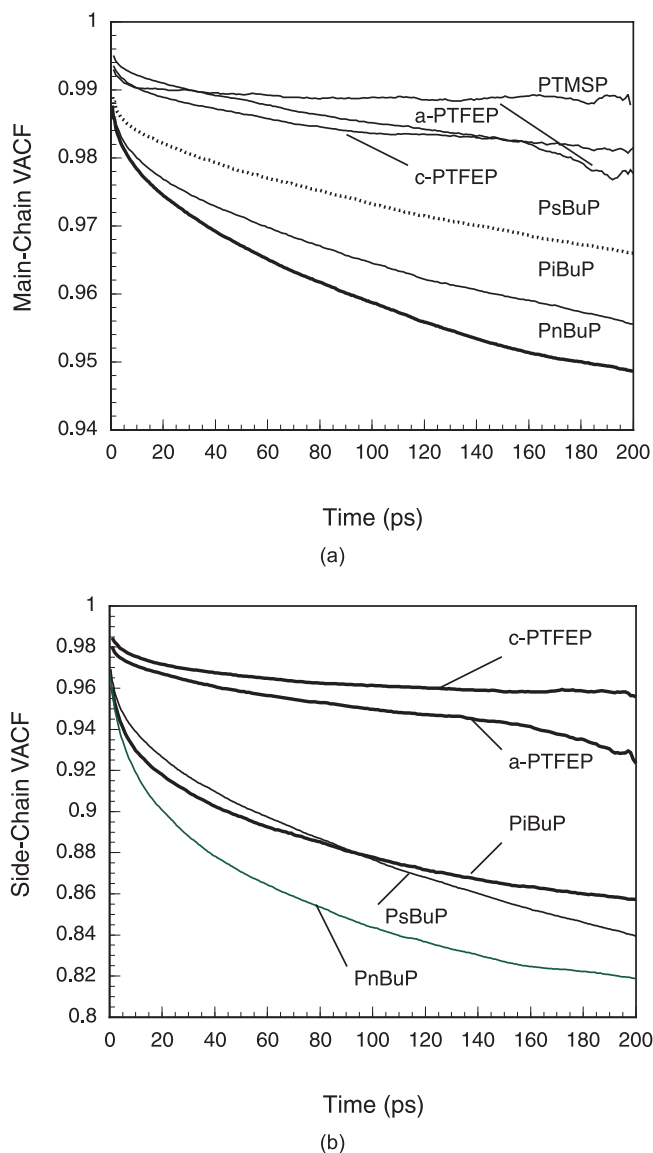 1
0.99
0.98
0.97
0.96
0.95
0.94
Main-Chain VACF
PTMSP
a-PTFEP
c-PTFEP
PsBuP
PiBuP
PnBuP
0 20 40 60 80 100 120 140 160 180 200
Time (ps)
(a)
1
0.98
0.96
0.94
0.92
0.9
0.88
0.86
0.84
0.82
0.8
Side-Chain VACF
c-PTFEP
a-PTFEP
PiBuP
PsBuP
PnBuP
0 20 40 60 80 100 120 140 160 180 200
Time (ps)
(b)